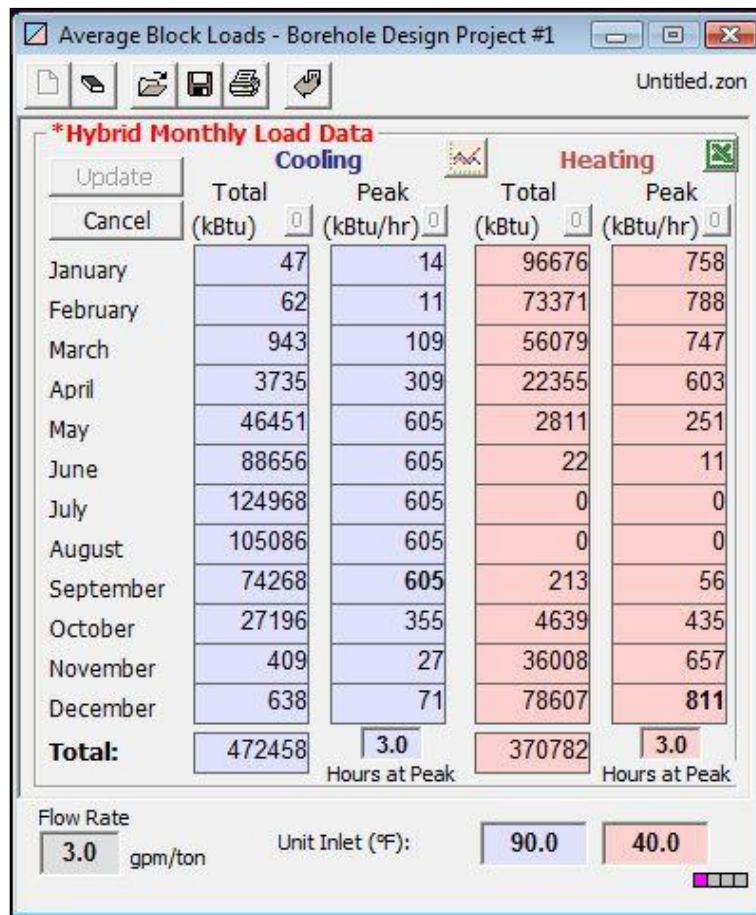 Average Block Loads - Borehole Design Project #1
Untitled.zon
*Hybrid Monthly Load Data
Cooling Heating
Update
Total Peak Total Peak
Cancel (kBtu) 0 (kBtu/hr) 0 (kBtu) 0 (kBtu/hr) 0
January 47 14 96676 758
February 62 11 73371 788
March 943 109 56079 747
April 3735 309 22355 603
May 46451 605 2811 251
June 88656 605 22 11
July 124968 605 0 0
August 105086 605 0 0
September 74268 605 213 56
October 27196 355 4639 435
November 409 27 36008 657
December 638 71 78607 811
Total: 472458 3.0 370782 3.0
Hours at Peak Hours at Peak
Flow Rate
3.0 gpm/ton Unit Inlet (°F): 90.0 40.0